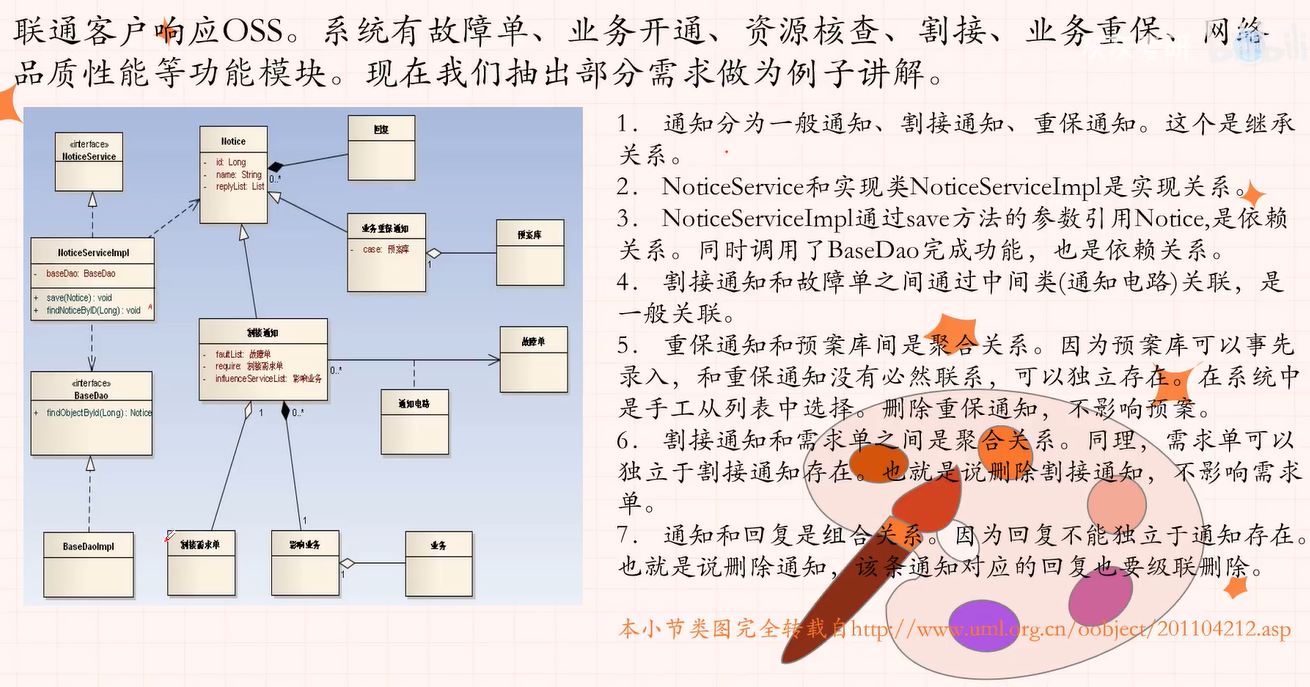 联通客户响应OSS。系统有故障单、业务开通、资源核查、割接、业务重保、网络
品质性能等功能模块。现在我们抽出部分需求做为例子讲解。
«interface»
NoticeService
Notice
- id: Long
- name: String
- replyList: List
回复
0..*
NoticeServiceImpl
- baseDao: BaseDao
+ save(Notice) : void
+ findNoticeByID(Long) : void
业务重保通知
- case: 预案库
1
预案库
割接通知
- faultList: 故障单
- require: 割接需求单
- influenceServiceList: 影响业务
0..*
故障单
1
0..*
通知电路
«interface»
BaseDao
+ findObjectById(Long) : Notice
BaseDaoImpl
割接需求单
1
影响业务
1
业务
1. 通知分为一般通知、割接通知、重保通知。这个是继承
关系。
2. NoticeService和实现类NoticeServiceImpl是实现关系。
3. NoticeServiceImpl通过save方法的参数引用Notice,是依赖
关系。同时调用了BaseDao完成功能，也是依赖关系。
4. 割接通知和故障单之间通过中间类(通知电路)关联，是
一般关联。
5. 重保通知和预案库间是聚合关系。因为预案库可以事先
录入，和重保通知没有必然联系，可以独立存在。在系统中
是手工从列表中选择。删除重保通知，不影响预案。
6. 割接通知和需求单之间是聚合关系。同理，需求单可以
独立于割接通知存在。也就是说删除割接通知，不影响需求
单。
7. 通知和回复是组合关系。因为回复不能独立于通知存在。
也就是说删除通知，该条通知对应的回复也要级联删除。
本小节类图完全转载自http://www.uml.org.cn/oobject/201104212.asp